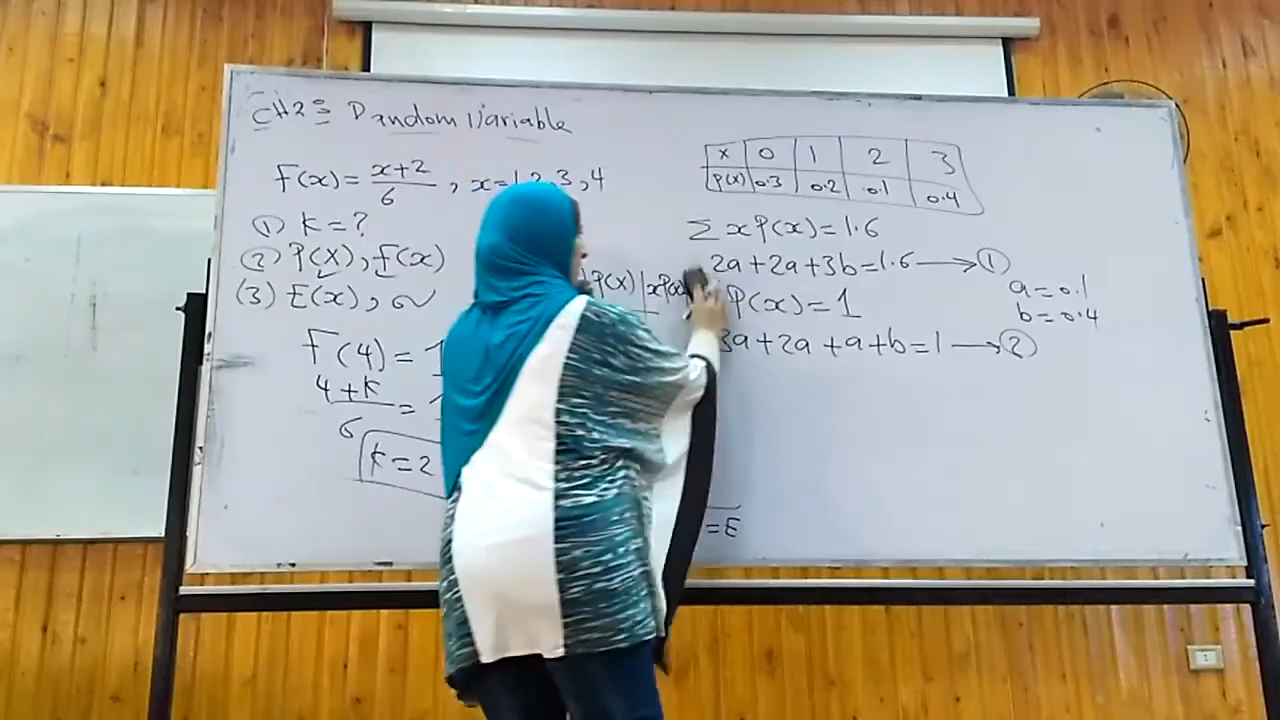 CH2: Random Variable
F(x) = x+2/6, x=1,2,3,4
(1) K=?
(2) P(X), F(x)
(3) E(x), σ
F(4) = 1
4+K/6 =
K=2
P(X) | xP(x)
= E
x | 0 | 1 | 2 | 3
P(x) | 0.3 | 0.2 | 0.1 | 0.4
Σ x P(x) = 1.6
2a+2a+3b=1.6 → (1)
P(x) = 1
3a+2a+a+b=1 → (2)
a=0.1
b=0.4
1